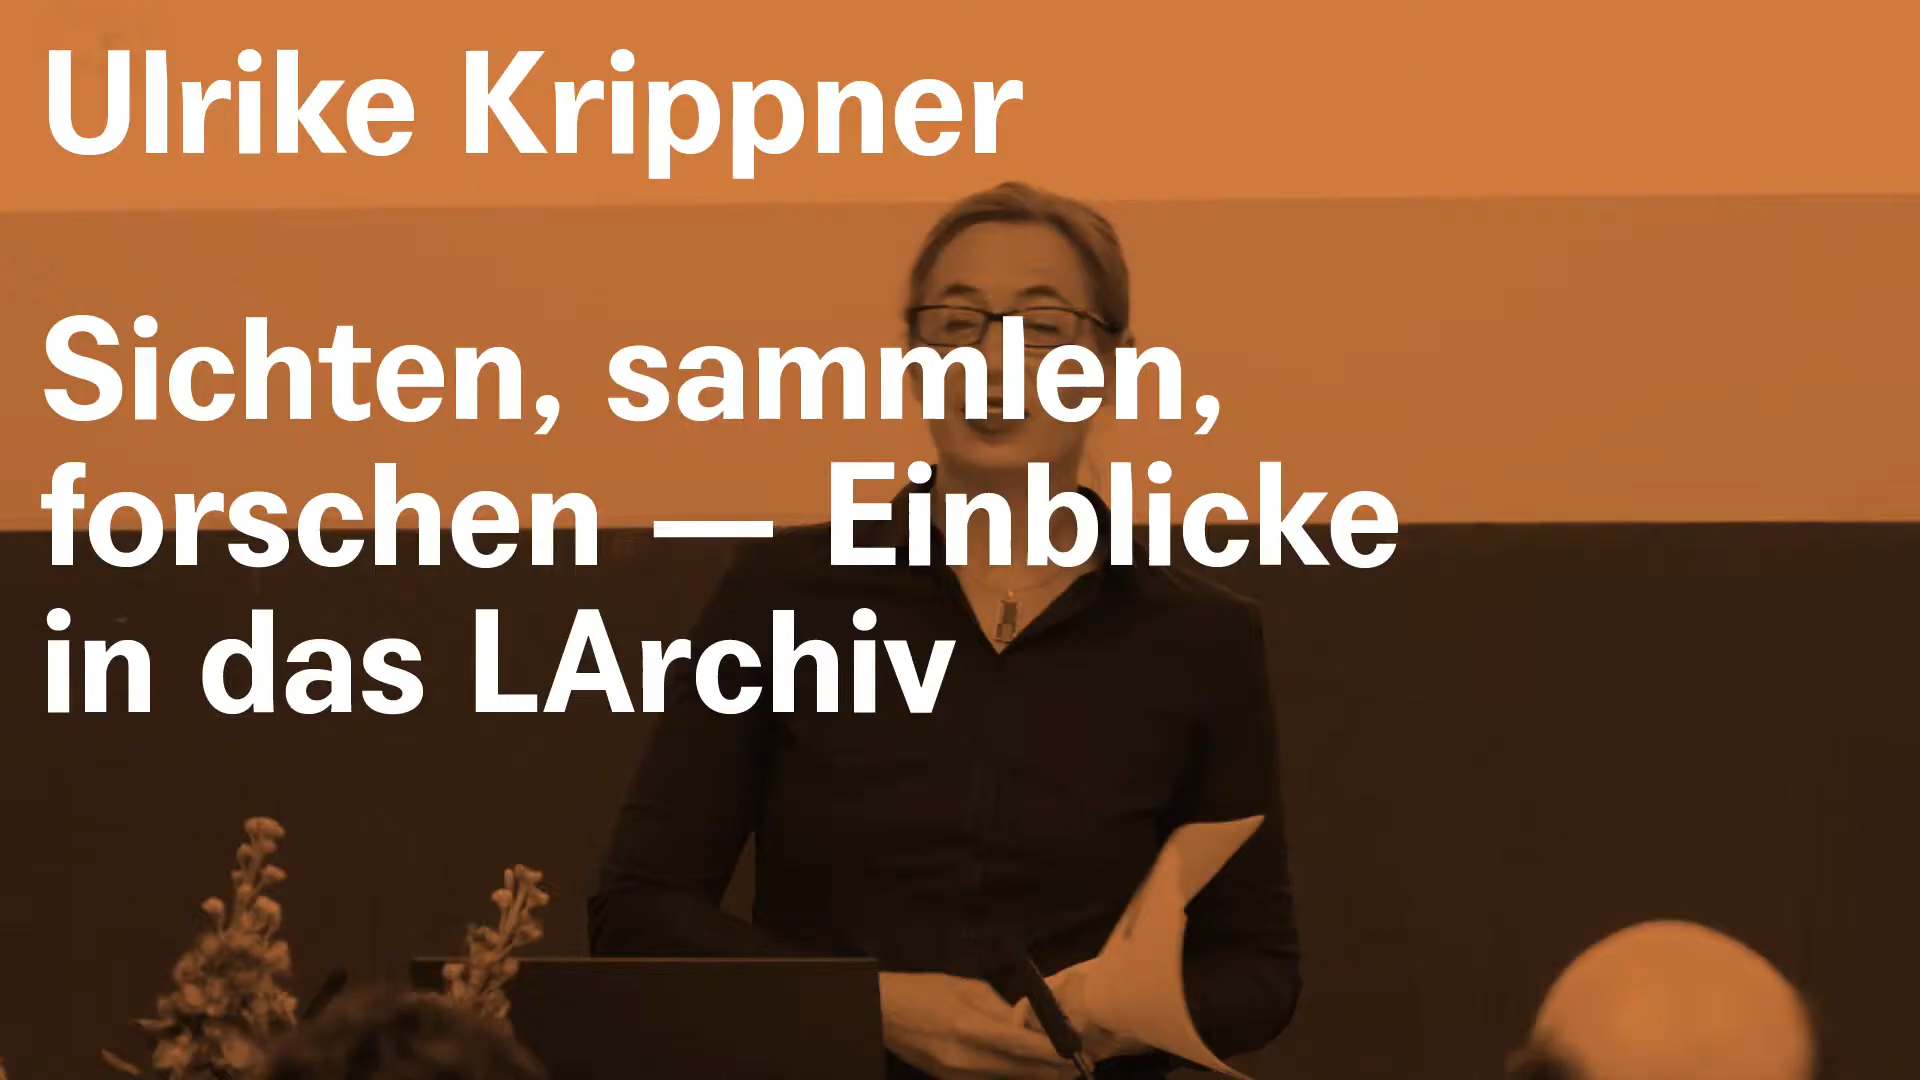 Ulrike Krippner
Sichten, sammlen,
forschen — Einblicke
in das LArchiv